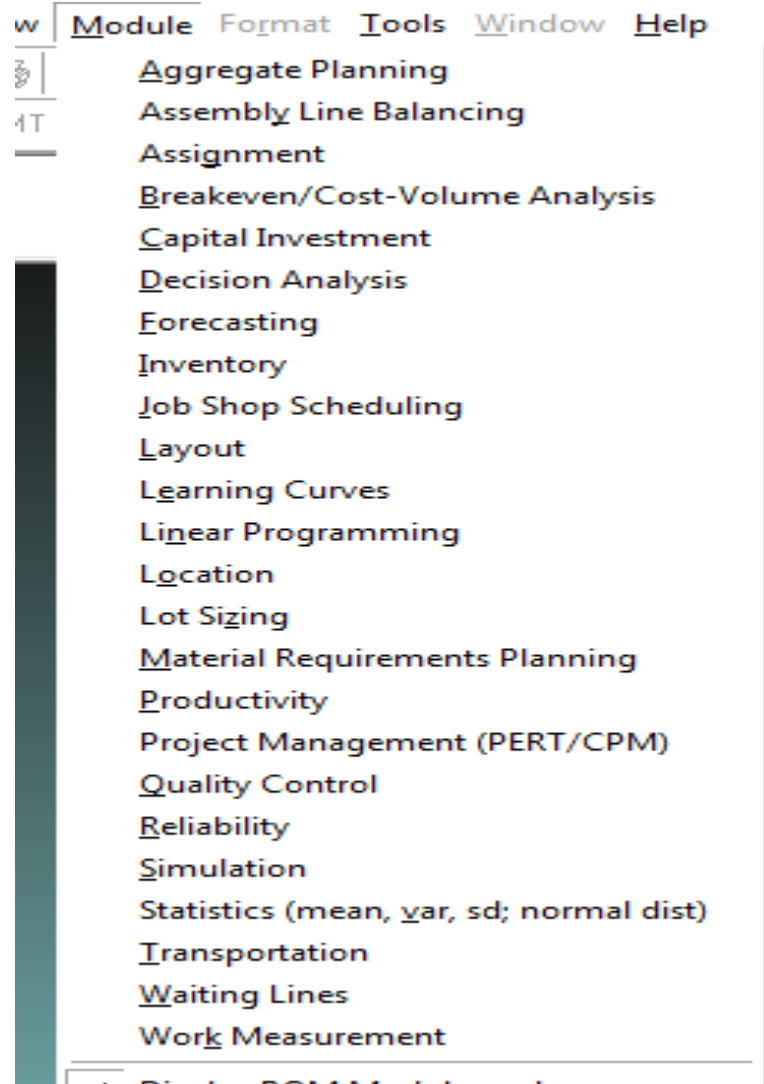 w Module Format Tools Window Help
MT
Aggregate Planning
Assembly Line Balancing
Assignment
Breakeven/Cost-Volume Analysis
Capital Investment
Decision Analysis
Forecasting
Inventory
Job Shop Scheduling
Layout
Learning Curves
Linear Programming
Location
Lot Sizing
Material Requirements Planning
Productivity
Project Management (PERT/CPM)
Quality Control
Reliability
Simulation
Statistics (mean, var, sd; normal dist)
Transportation
Waiting Lines
Work Measurement